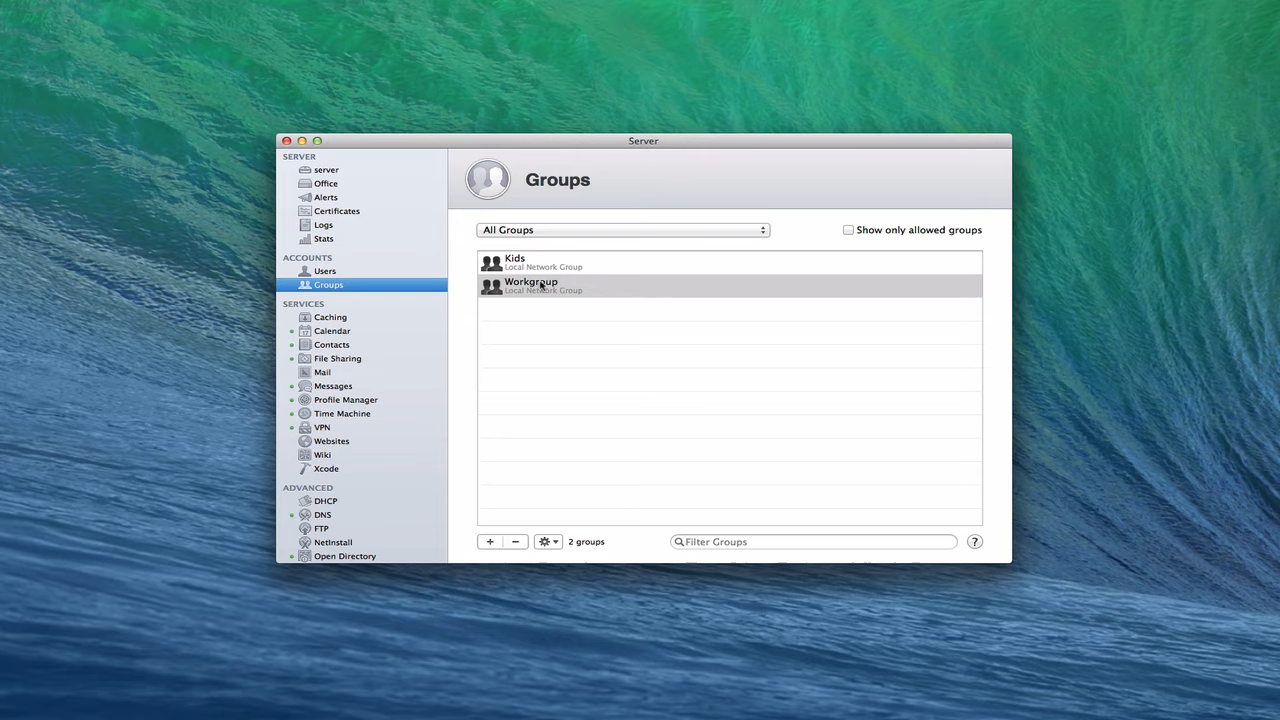 Server
SERVER
server
Office
Alerts
Certificates
Logs
Stats
ACCOUNTS
Users
Groups
SERVICES
Caching
Calendar
Contacts
File Sharing
Mail
Messages
Profile Manager
Time Machine
VPN
Websites
Wiki
Xcode
ADVANCED
DHCP
DNS
FTP
NetInstall
Open Directory
Groups
All Groups
Show only allowed groups
Kids
Local Network Group
Workgroup
Local Network Group
2 groups
Filter Groups
?